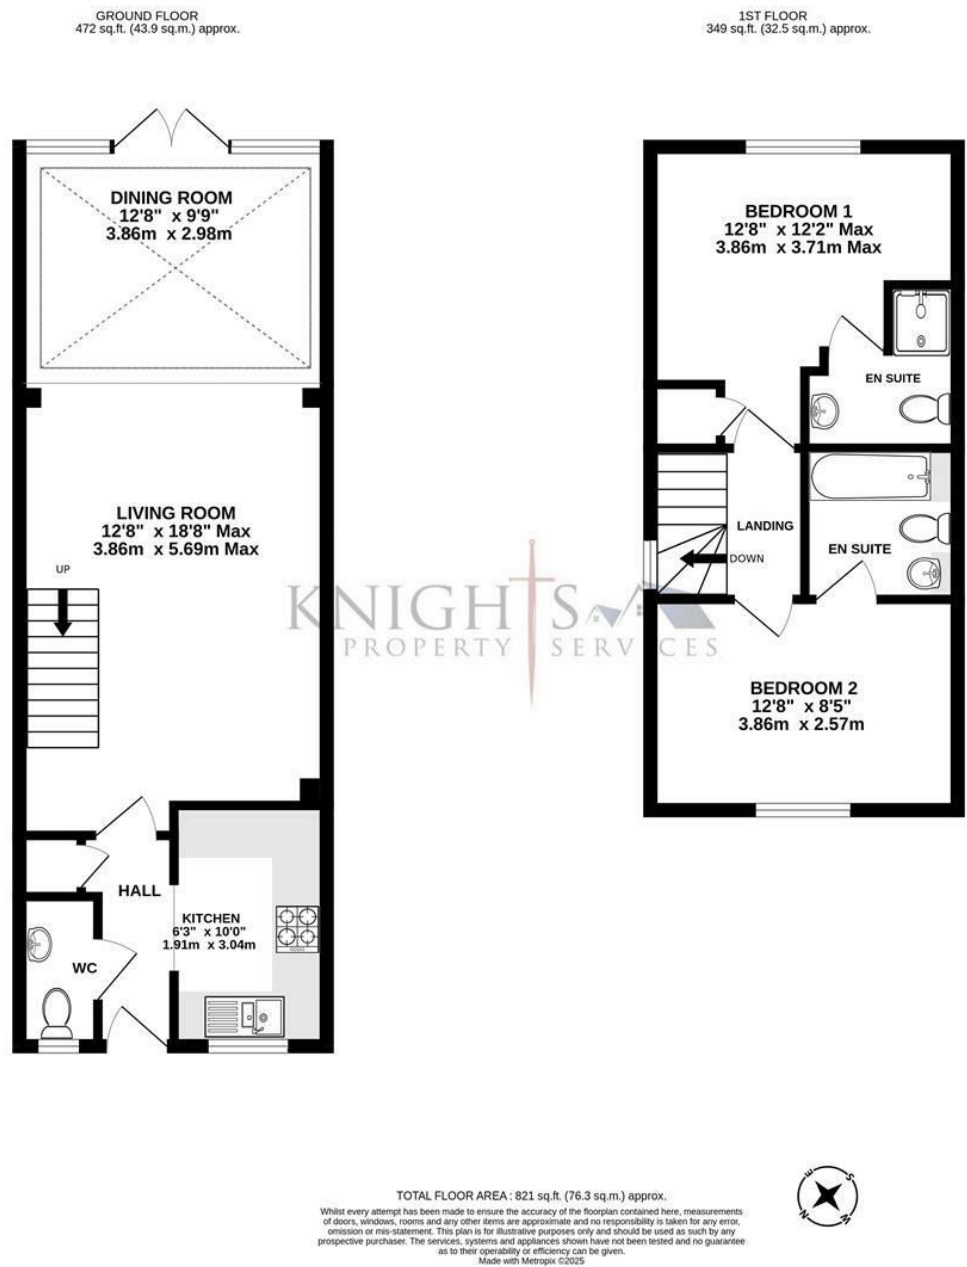 GROUND FLOOR
472 sq.ft. (43.9 sq.m.) approx.
1ST FLOOR
349 sq.ft. (32.5 sq.m.) approx.
DINING ROOM
12'8" x 9'9"
3.86m x 2.98m
LIVING ROOM
12'8" x 18'8" Max
3.86m x 5.69m Max
UP
HALL
KITCHEN
6'3" x 10'0"
1.91m x 3.04m
WC
BEDROOM 1
12'8" x 12'2" Max
3.86m x 3.71m Max
EN SUITE
LANDING
DOWN
EN SUITE
BEDROOM 2
12'8" x 8'5"
3.86m x 2.57m
KNIGHTS
PROPERTY SERVICES
TOTAL FLOOR AREA : 821 sq.ft. (76.3 sq.m.) approx.
Whilst every attempt has been made to ensure the accuracy of the floorplan contained here, measurements
of doors, windows, rooms and any other items are approximate and no responsibility is taken for any error,
omission or mis-statement. This plan is for illustrative purposes only and should be used as such by any
prospective purchaser. The services, systems and appliances shown have not been tested and no guarantee
as to their operability or efficiency can be given.
Made with Metropix ©2025
E
S
N
W